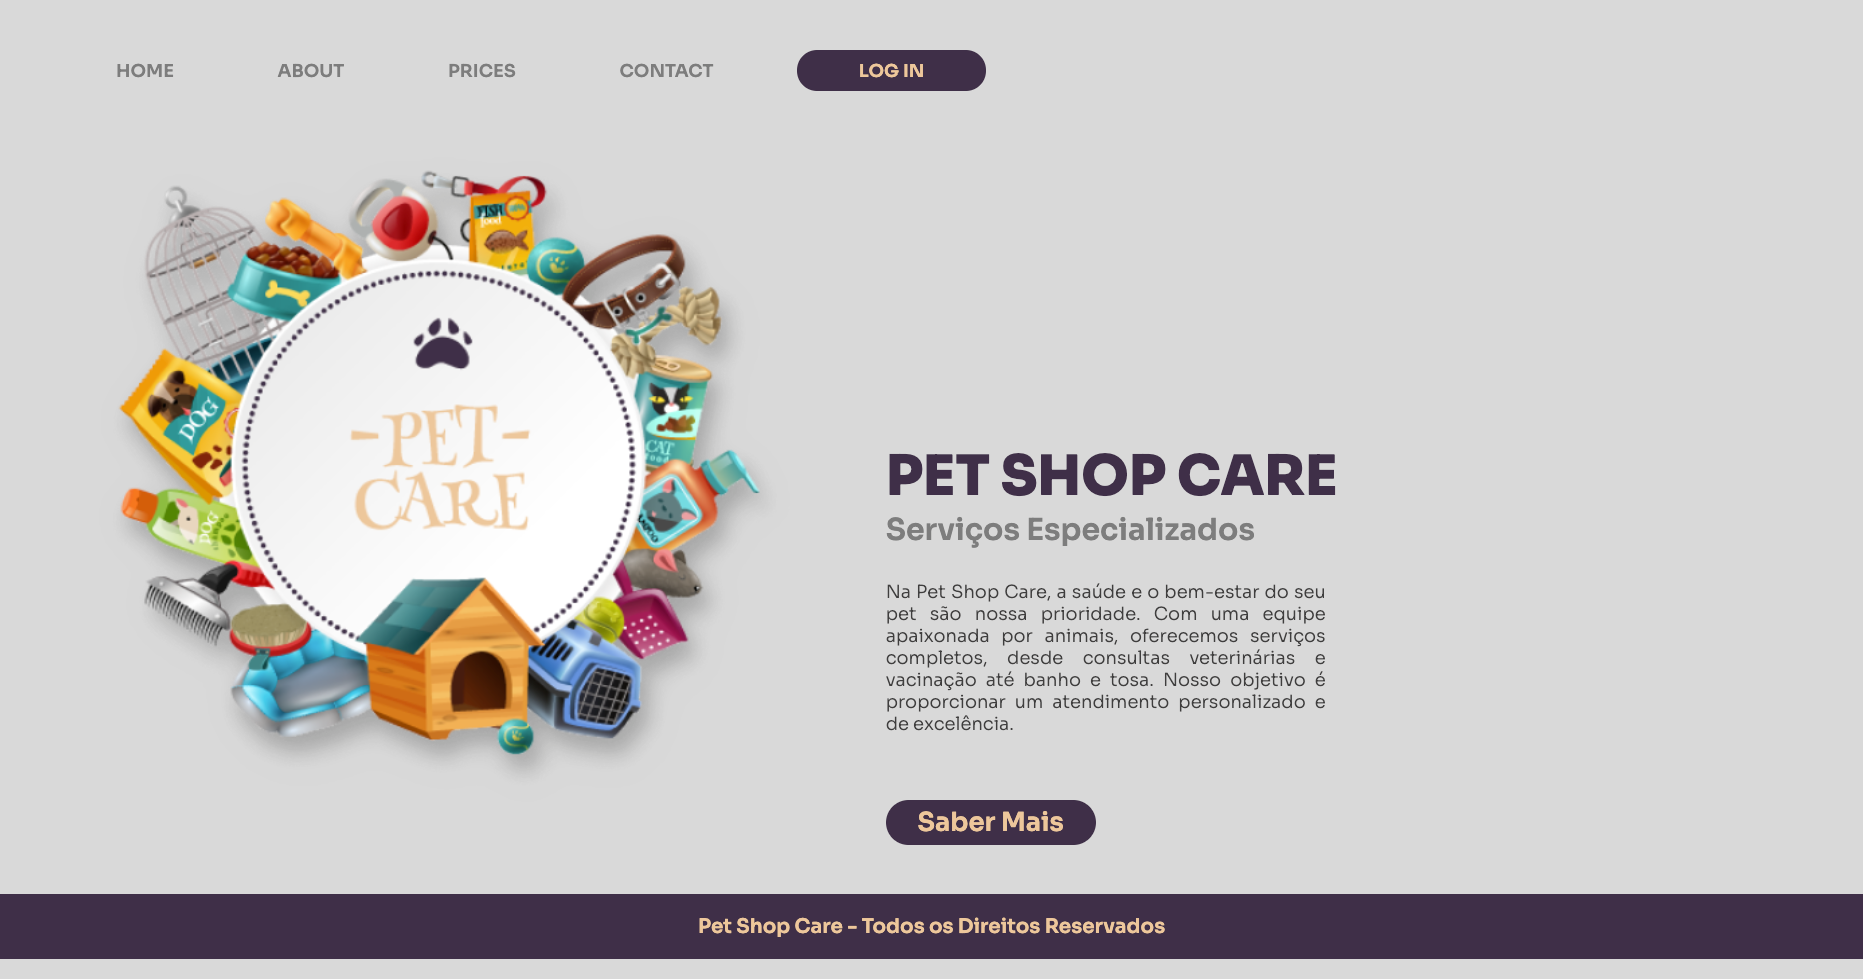 HOME ABOUT PRICES CONTACT LOG IN
FISH
food
DOG
-PET-
CARE
CAT
food
DOG
PET SHOP CARE
Serviços Especializados
Na Pet Shop Care, a saúde e o bem-estar do seu
pet são nossa prioridade. Com uma equipe
apaixonada por animais, oferecemos serviços
completos, desde consultas veterinárias e
vacinação até banho e tosa. Nosso objetivo é
proporcionar um atendimento personalizado e
de excelência.
Saber Mais
Pet Shop Care - Todos os Direitos Reservados